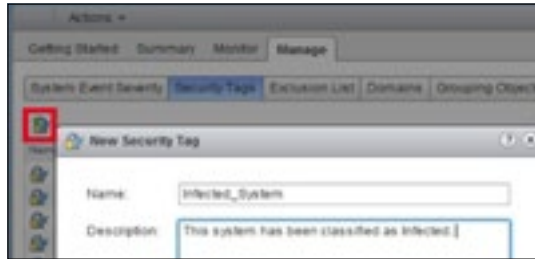 Actions
Getting Started Summary Monitor Manage
System Event Severity Security Tags Exclusion List Domains Grouping Object
New Security Tag
Name: Infected_System
Description: This system has been classified as Infected.